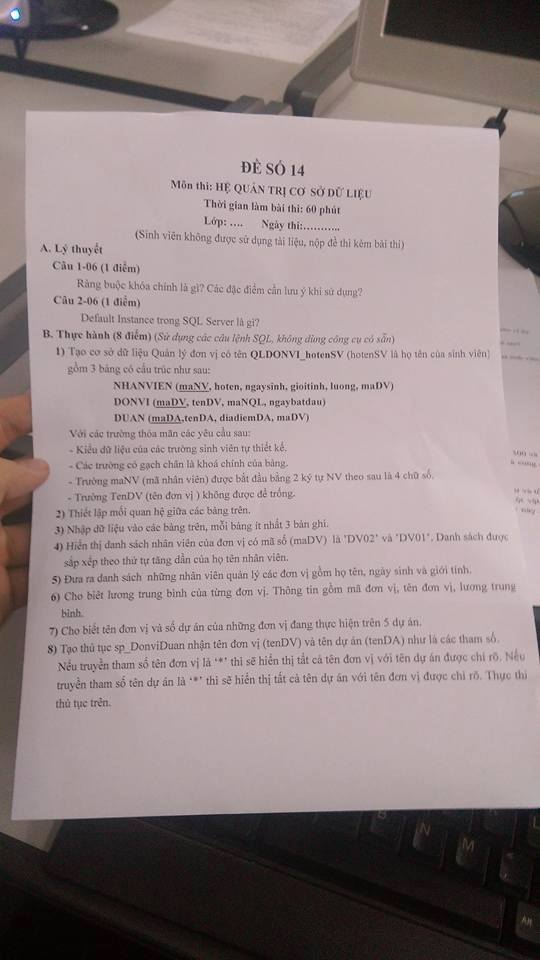 ĐỀ SỐ 14
Môn thi: HỆ QUẢN TRỊ CƠ SỞ DỮ LIỆU
Thời gian làm bài thi: 60 phút
Lớp: .... Ngày thi:...........
(Sinh viên không được sử dụng tài liệu, nộp đề thi kèm bài thi)
A. Lý thuyết
Câu 1-06 (1 điểm)
Ràng buộc khóa chính là gì? Các đặc điểm cần lưu ý khi sử dụng?
Câu 2-06 (1 điểm)
Default Instance trong SQL Server là gì?
B. Thực hành (8 điểm) (Sử dụng các câu lệnh SQL, không dùng công cụ có sẵn)
1) Tạo cơ sở dữ liệu Quản lý đơn vị có tên QLDONVI_hotenSV (hotenSV là họ tên của sinh viên)
gồm 3 bảng có cấu trúc như sau:
NHANVIEN (maNV, hoten, ngaysinh, gioitinh, luong, maDV)
DONVI (maDV, tenDV, maNQL, ngaybatdau)
DUAN (maDA,tenDA, diadiemDA, maDV)
Với các trường thỏa mãn các yêu cầu sau:
- Kiểu dữ liệu của các trường sinh viên tự thiết kế.
- Các trường có gạch chân là khoá chính của bảng.
- Trường maNV (mã nhân viên) được bắt đầu bằng 2 ký tự NV theo sau là 4 chữ số.
- Trường TenDV (tên đơn vị ) không được để trống.
2) Thiết lập mối quan hệ giữa các bảng trên.
3) Nhập dữ liệu vào các bảng trên, mỗi bảng ít nhất 3 bản ghi.
4) Hiển thị danh sách nhân viên của đơn vị có mã số (maDV) là "DV02" và "DV01". Danh sách được
sắp xếp theo thứ tự tăng dần của họ tên nhân viên.
5) Đưa ra danh sách những nhân viên quản lý các đơn vị gồm họ tên, ngày sinh và giới tính.
6) Cho biết lương trung bình của từng đơn vị. Thông tin gồm mã đơn vị, tên đơn vị, lương trung
bình.
7) Cho biết tên đơn vị và số dự án của những đơn vị đang thực hiện trên 5 dự án.
8) Tạo thủ tục sp_DonviDuan nhận tên đơn vị (tenDV) và tên dự án (tenDA) như là các tham số.
Nếu truyền tham số tên đơn vị là '*' thì sẽ hiển thị tất cả tên đơn vị với tên dự án được chỉ rõ. Nếu
truyền tham số tên dự án là '*' thì sẽ hiển thị tất cả tên dự án với tên đơn vị được chỉ rõ. Thực thi
thủ tục trên.
N
M